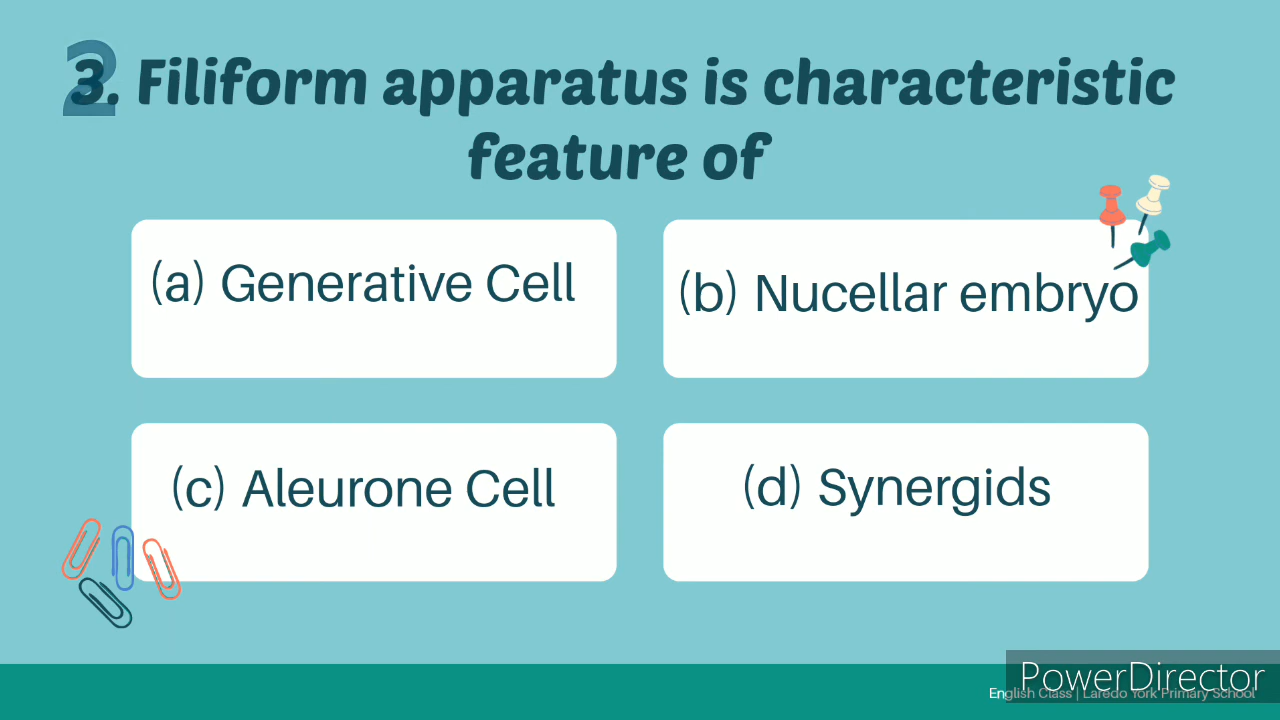 2
3. Filiform apparatus is characteristic
feature of
(a) Generative Cell
(b) Nucellar embryo
(c) Aleurone Cell
(d) Synergids
PowerDirector
English Class | Laredo York Primary School